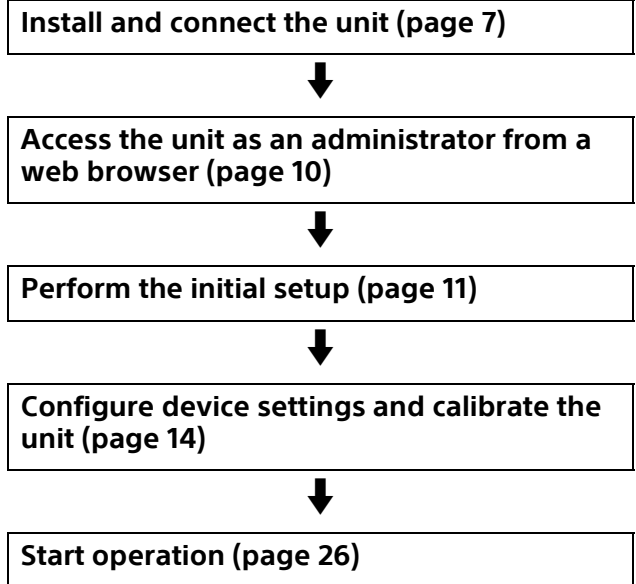 Install and connect the unit (page 7)
Access the unit as an administrator from a
web browser (page 10)
Perform the initial setup (page 11)
Configure device settings and calibrate the
unit (page 14)
Start operation (page 26)